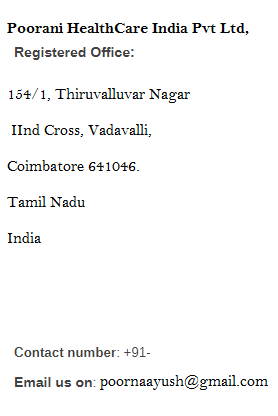 Poorani HealthCare India Pvt Ltd,
Registered Office:
154/1, Thiruvalluvar Nagar
IInd Cross, Vadavalli,
Coimbatore 641046.
Tamil Nadu
India
Contact number: +91-
Email us on: poornaayush@gmail.com